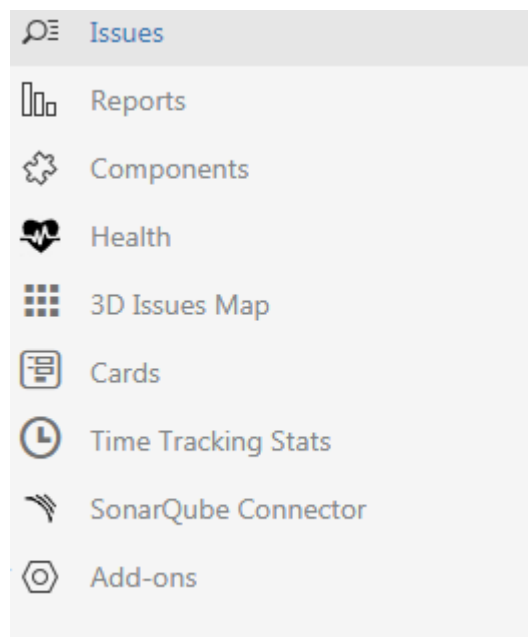 Issues
Reports
Components
Health
3D Issues Map
Cards
Time Tracking Stats
SonarQube Connector
Add-ons